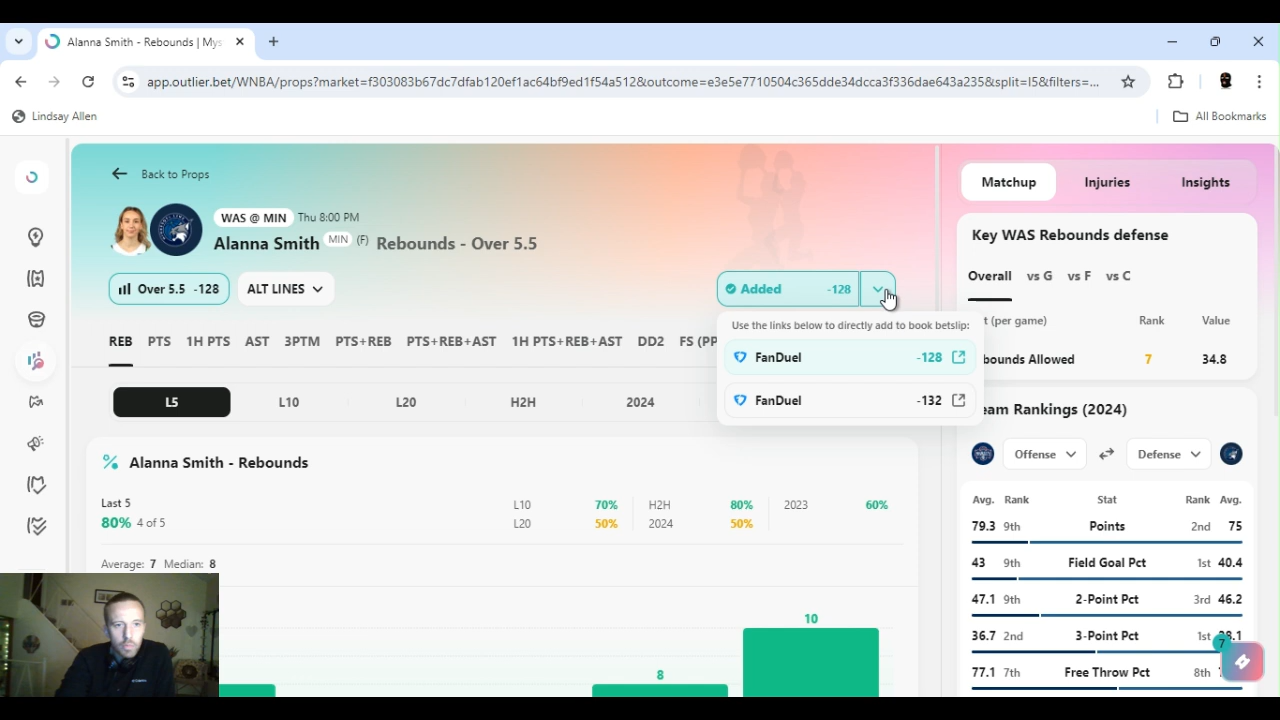 Alanna Smith - Rebounds | Mys
app.outlier.bet/WNBA/props?market=f303083b67dc7dfab120ef1ac64bf9ed1f54a512&outcome=e3e5e7710504c365dde34dcca3f336dae643a235&split=l5&filters=...
Lindsay Allen
All Bookmarks
Back to Props
WAS @ MIN Thu 8:00 PM
Alanna Smith MIN (F) Rebounds - Over 5.5
Over 5.5 -128 ALT LINES
Added -128
Use the links below to directly add to book betslip:
FanDuel -128
FanDuel -132
REB PTS 1H PTS AST 3PTM PTS+REB PTS+REB+AST 1H PTS+REB+AST DD2 FS (PP
L5 L10 L20 H2H 2024
Alanna Smith - Rebounds
Last 5
80% 4 of 5
L10 70% H2H 80% 2023 60%
L20 50% 2024 50%
Average: 7 Median: 8
10
8
Matchup Injuries Insights
Key WAS Rebounds defense
Overall vs G vs F vs C
(per game) Rank Value
bounds Allowed 7 34.8
eam Rankings (2024)
Offense Defense
Avg. Rank Stat Rank Avg.
79.3 9th Points 2nd 75
43 9th Field Goal Pct 1st 40.4
47.1 9th 2-Point Pct 3rd 46.2
36.7 2nd 3-Point Pct 1st
7
77.1 7th Free Throw Pct 8th